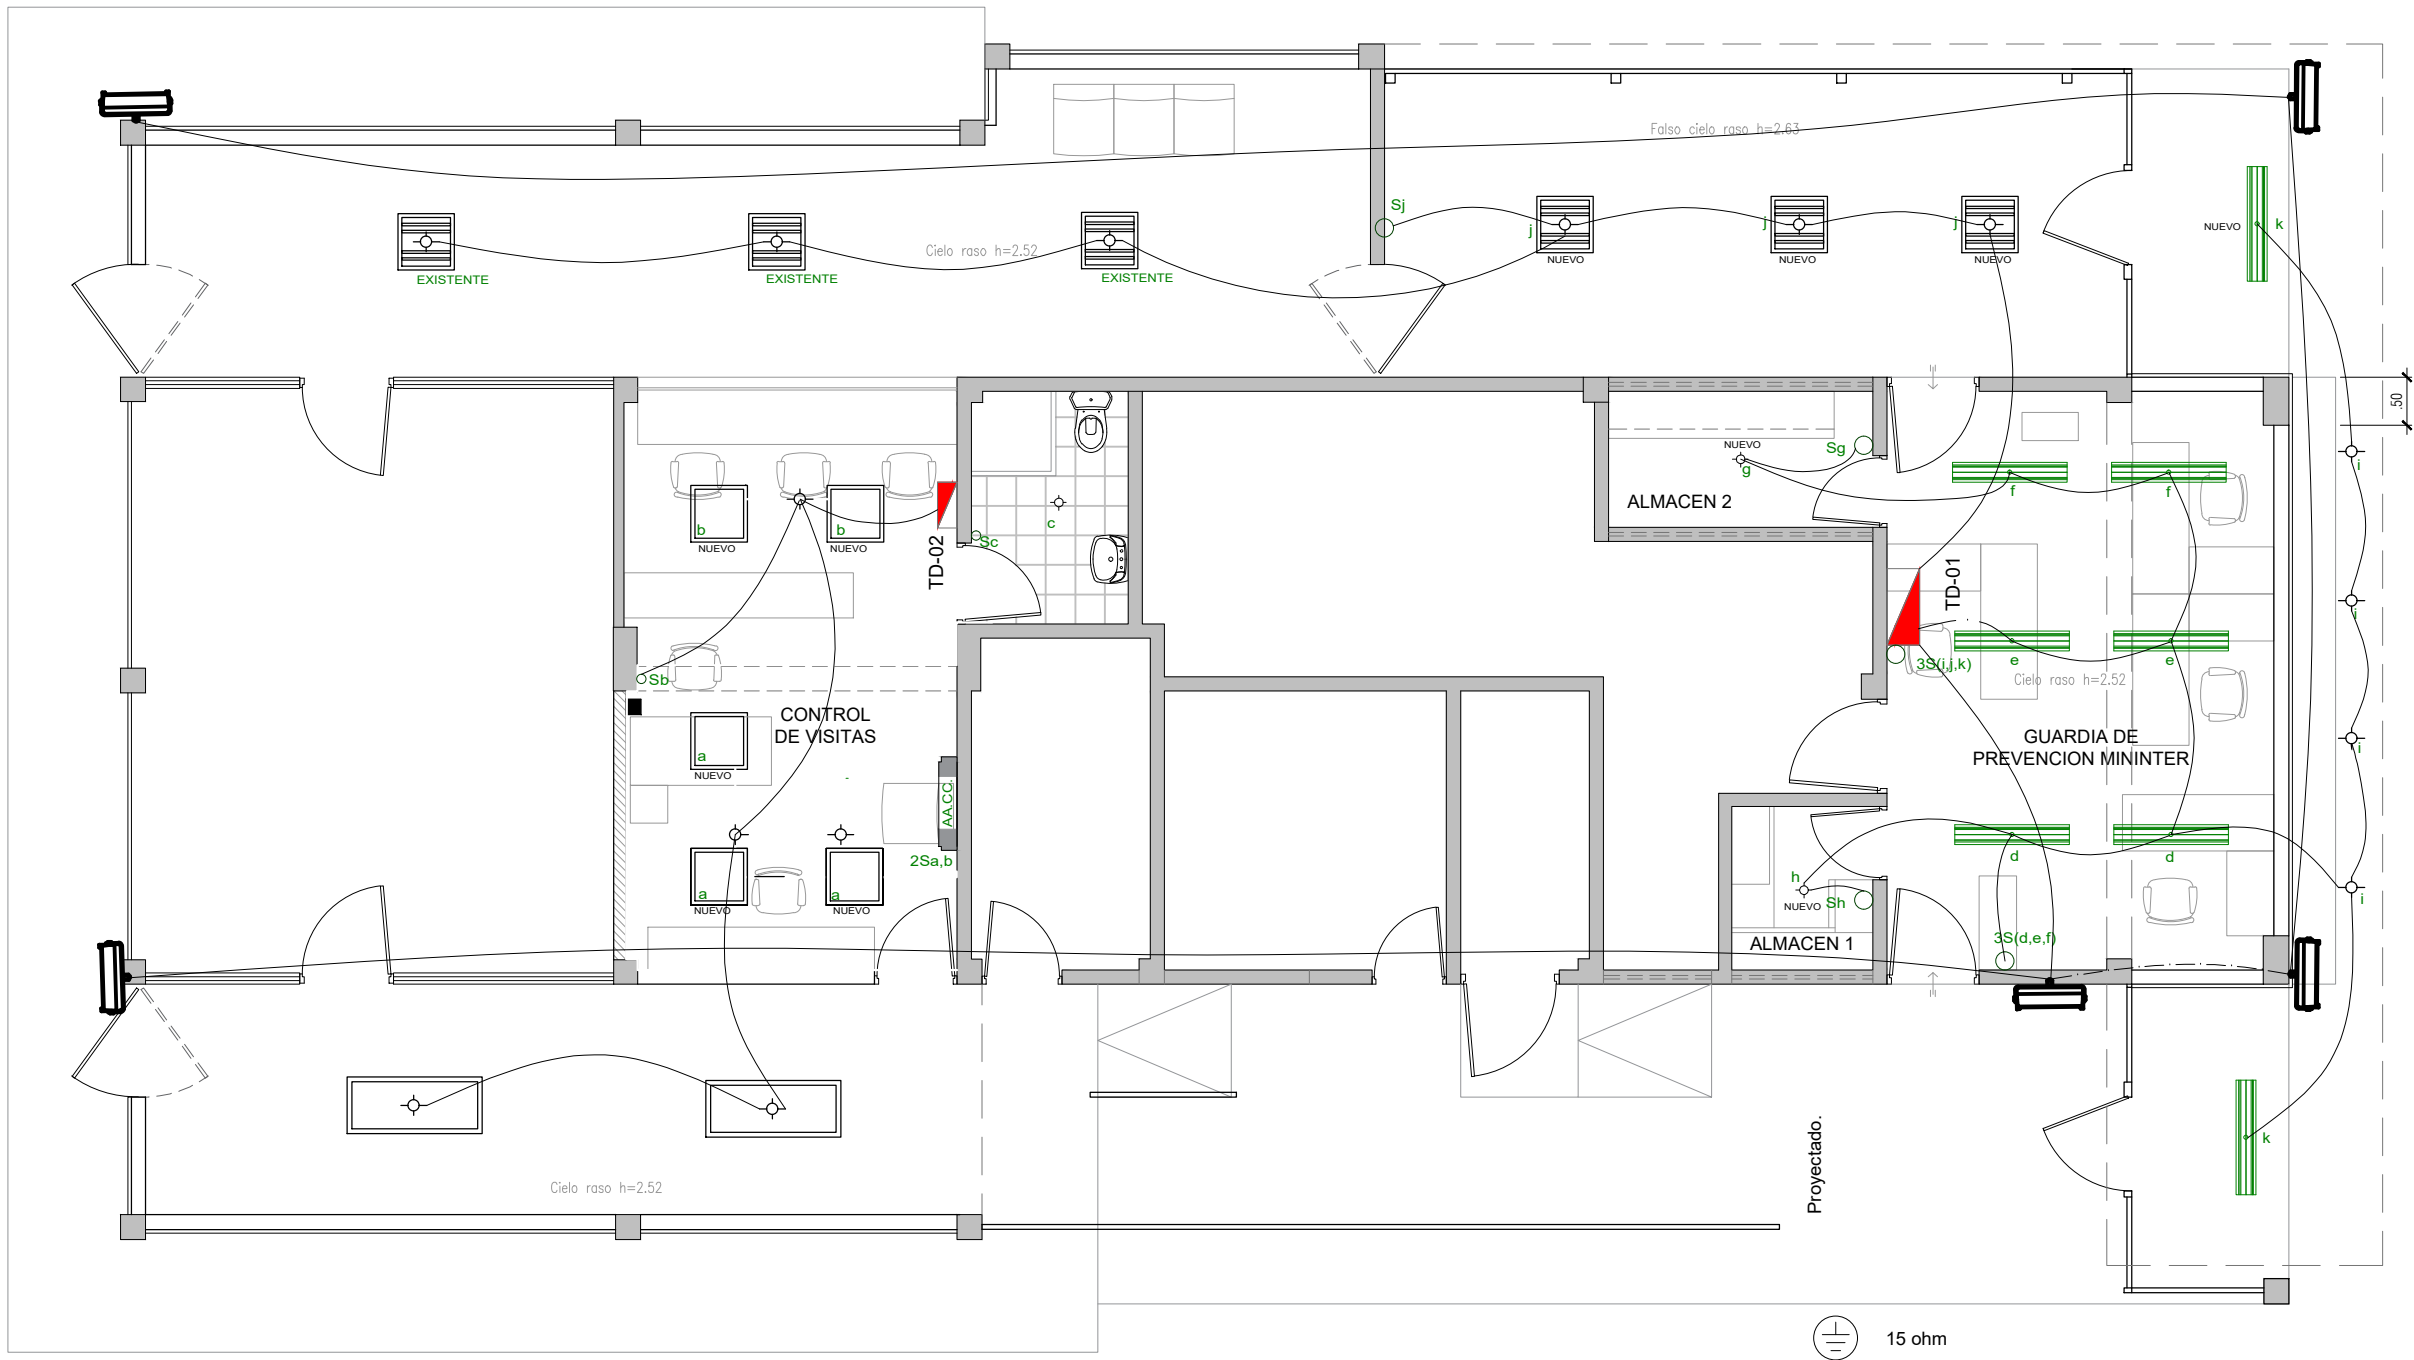 Falso cielo raso h=2.63
Sj
j
j
j
NUEVO
NUEVO
NUEVO
NUEVO
k
Cielo raso h=2.52
EXISTENTE
EXISTENTE
EXISTENTE
.50
NUEVO
g
Sg
ALMACEN 2
f
f
i
b
b
NUEVO
NUEVO
TD-02
c
Sc
TD-01
i
e
e
3S(i,j,k)
Cielo raso h=2.52
Sb
CONTROL
DE VISITAS
GUARDIA DE
PREVENCION MININTER
i
a
NUEVO
AA.CC.
2Sa,b
d
d
h
NUEVO
Sh
i
a
a
NUEVO
NUEVO
ALMACEN 1
3S(d,e,f)
k
Proyectado.
Cielo raso h=2.52
15 ohm